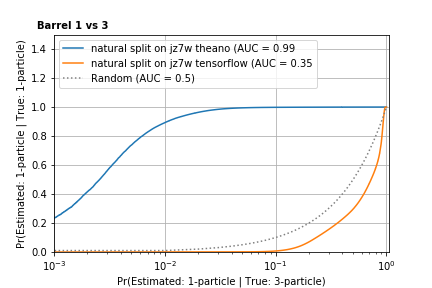 Barrel 1 vs 3
natural split on jz7w theano (AUC = 0.99
natural split on jz7w tensorflow (AUC = 0.35
Random (AUC = 0.5)
Pr(Estimated: 1-particle | True: 1-particle)
1.4
1.2
1.0
0.8
0.6
0.4
0.2
0.0
10⁻³
10⁻²
10⁻¹
10⁰
Pr(Estimated: 1-particle | True: 3-particle)